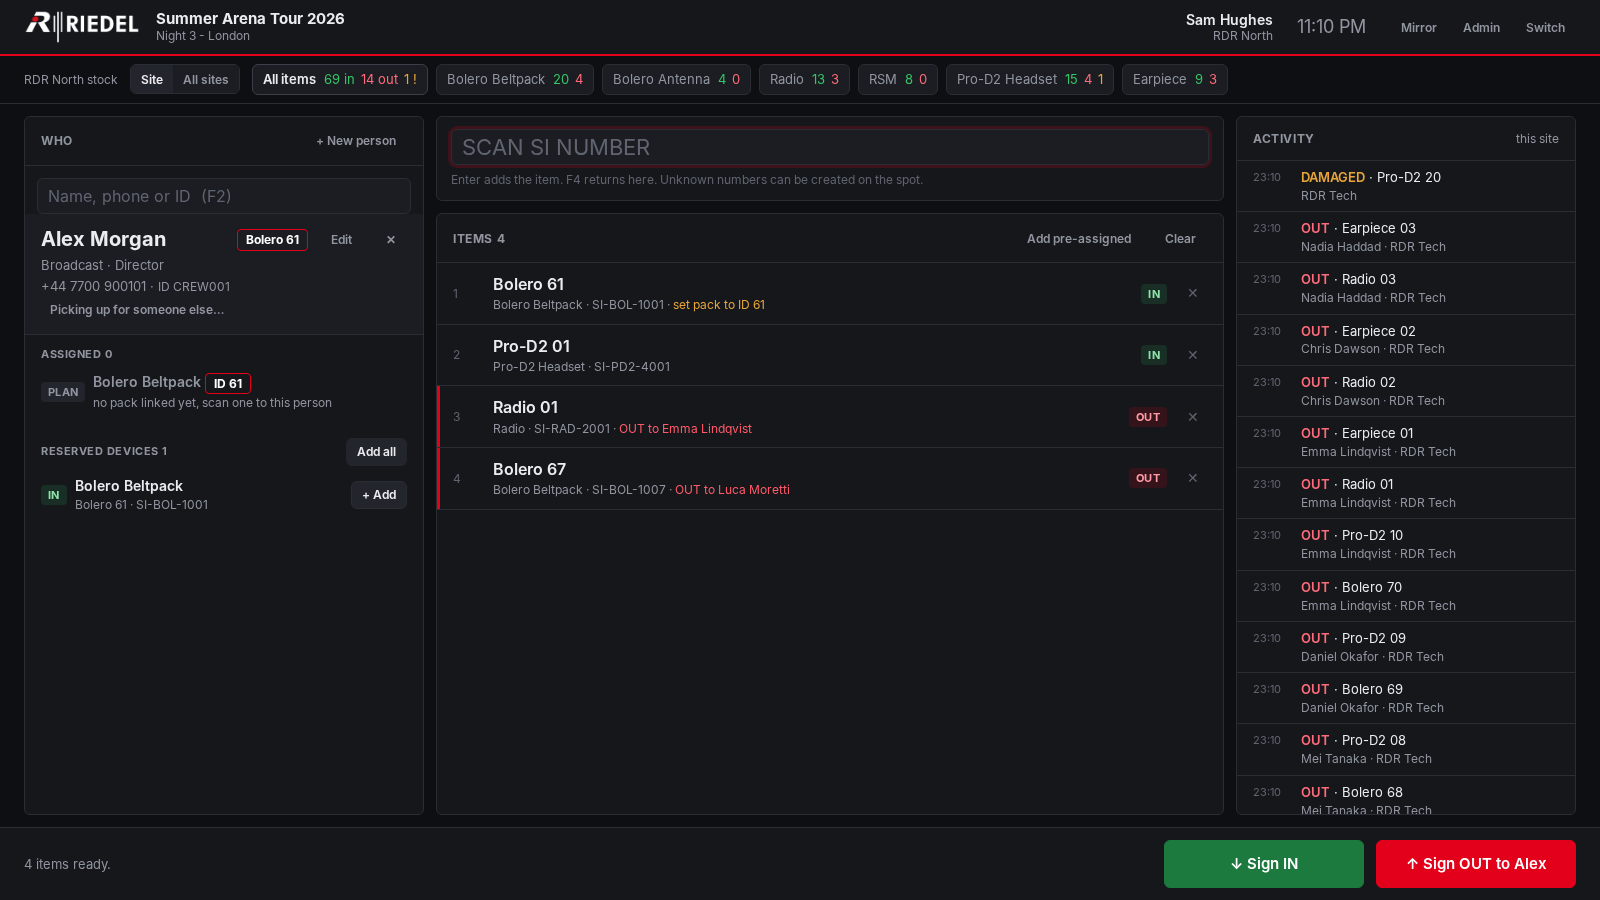 RIEDEL
Summer Arena Tour 2026
Night 3 - London
Sam Hughes
RDR North
11:10 PM
Mirror
Admin
Switch
RDR North stock
Site
All sites
All items 69 in 14 out 1 !
Bolero Beltpack 20 4
Bolero Antenna 4 0
Radio 13 3
RSM 8 0
Pro-D2 Headset 15 4 1
Earpiece 9 3
WHO
+ New person
Name, phone or ID (F2)
Alex Morgan
Bolero 61
Edit
×
Broadcast · Director
+44 7700 900101 · ID CREW001
Picking up for someone else...
ASSIGNED 0
PLAN
Bolero Beltpack ID 61
no pack linked yet, scan one to this person
RESERVED DEVICES 1
Add all
IN
Bolero Beltpack
Bolero 61 · SI-BOL-1001
+ Add
SCAN SI NUMBER
Enter adds the item. F4 returns here. Unknown numbers can be created on the spot.
ITEMS 4
Add pre-assigned
Clear
1
Bolero 61
Bolero Beltpack · SI-BOL-1001 · set pack to ID 61
IN ×
2
Pro-D2 01
Pro-D2 Headset · SI-PD2-4001
IN ×
3
Radio 01
Radio · SI-RAD-2001 · OUT to Emma Lindqvist
OUT ×
4
Bolero 67
Bolero Beltpack · SI-BOL-1007 · OUT to Luca Moretti
OUT ×
ACTIVITY
this site
23:10 DAMAGED · Pro-D2 20
RDR Tech
23:10 OUT · Earpiece 03
Nadia Haddad · RDR Tech
23:10 OUT · Radio 03
Nadia Haddad · RDR Tech
23:10 OUT · Earpiece 02
Chris Dawson · RDR Tech
23:10 OUT · Radio 02
Chris Dawson · RDR Tech
23:10 OUT · Earpiece 01
Emma Lindqvist · RDR Tech
23:10 OUT · Radio 01
Emma Lindqvist · RDR Tech
23:10 OUT · Pro-D2 10
Emma Lindqvist · RDR Tech
23:10 OUT · Bolero 70
Emma Lindqvist · RDR Tech
23:10 OUT · Pro-D2 09
Daniel Okafor · RDR Tech
23:10 OUT · Bolero 69
Daniel Okafor · RDR Tech
23:10 OUT · Pro-D2 08
Mei Tanaka · RDR Tech
23:10 OUT · Bolero 68
Mei Tanaka · RDR Tech
4 items ready.
↓ Sign IN
↑ Sign OUT to Alex